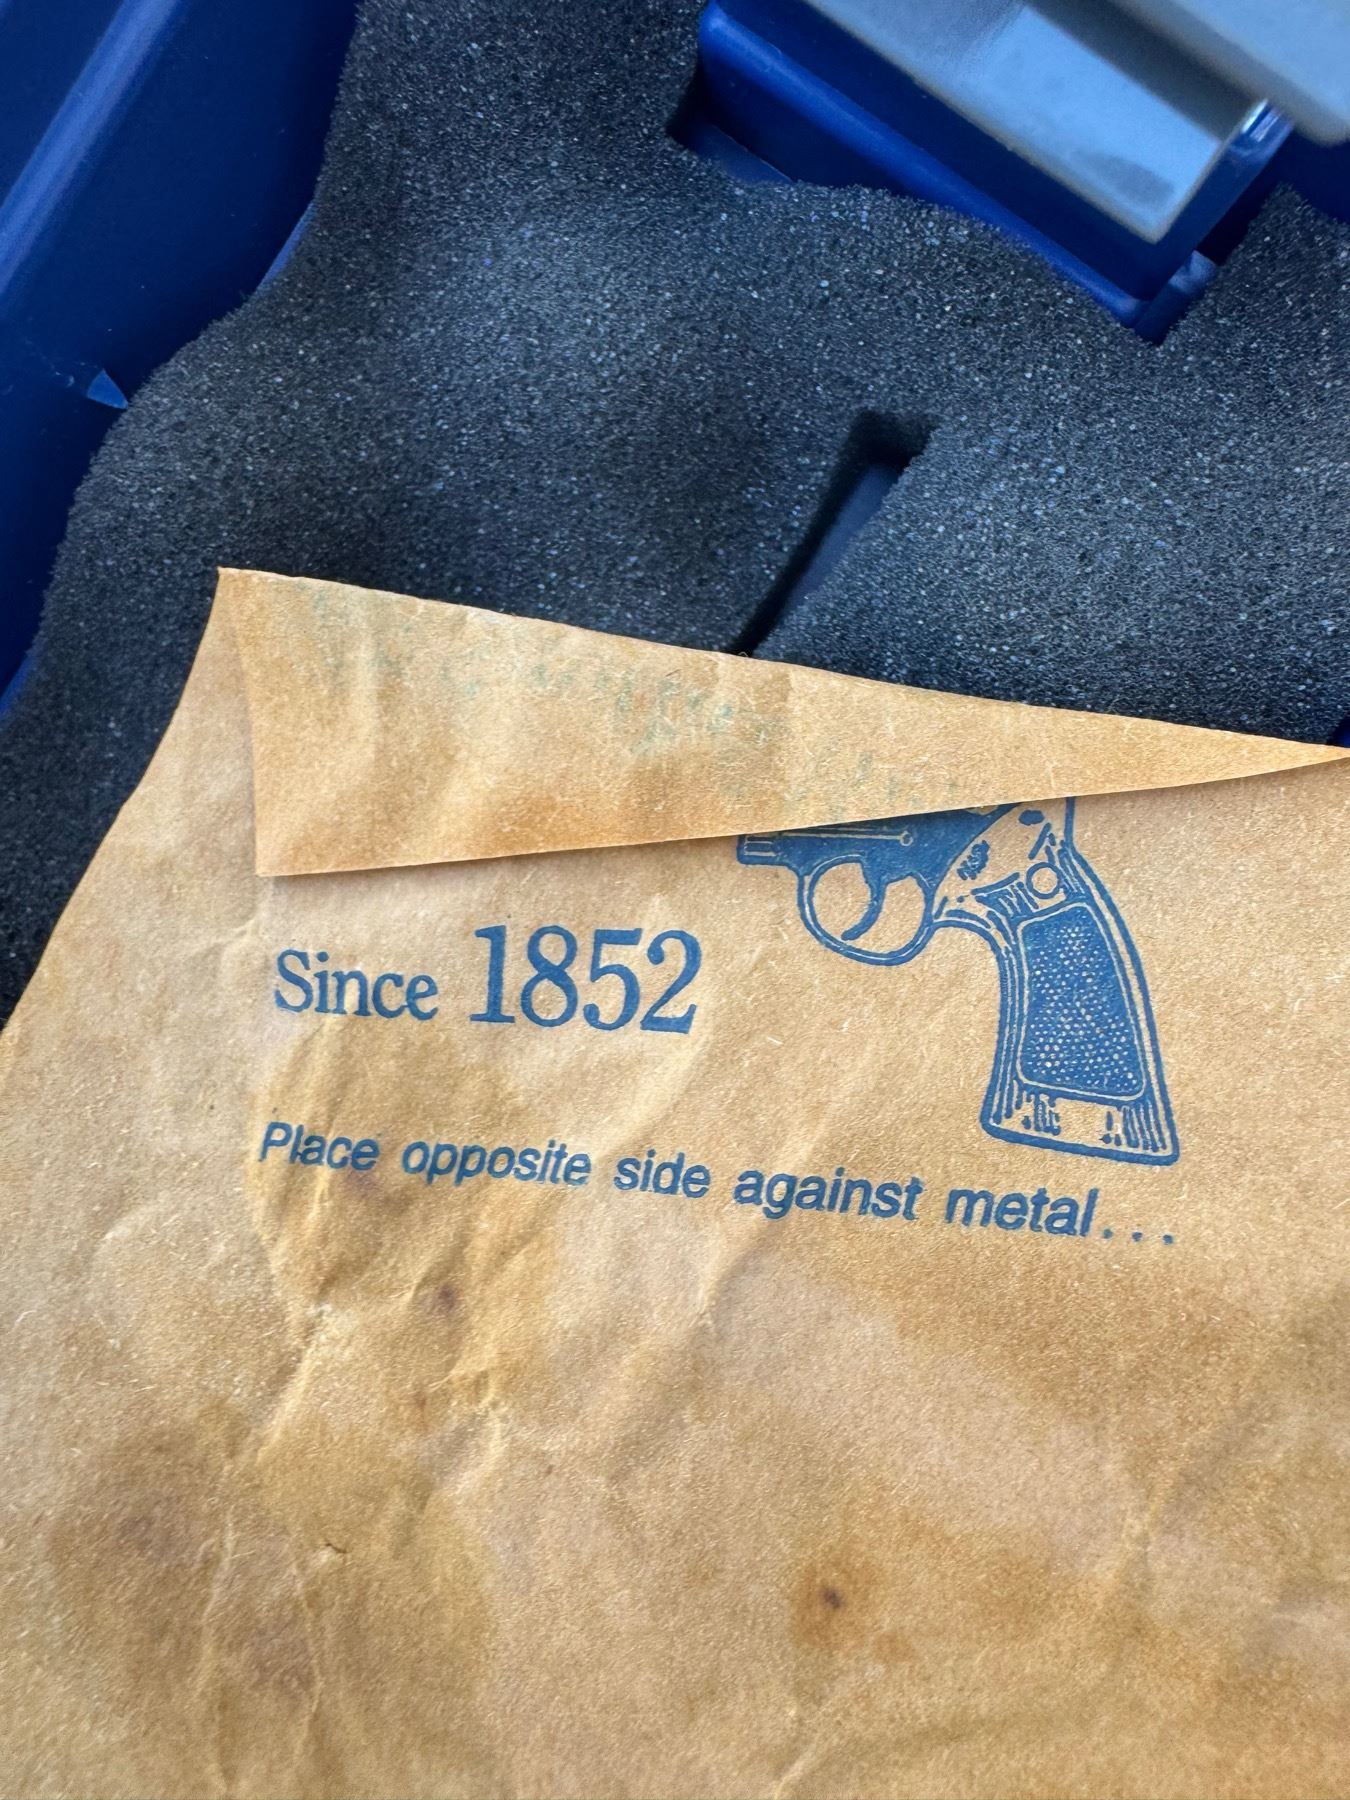 Since 1852
Place opposite side against metal...